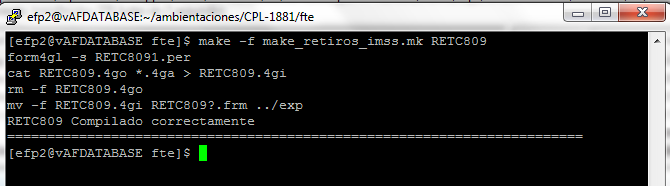 efp2@vAFDATABASE:~/ambientaciones/CPL-1881/fte
[efp2@vAFDATABASE fte]$ make -f make_retiros_imss.mk RETC809
form4gl -s RETC8091.per
cat RETC809.4go *.4ga > RETC809.4gi
rm -f RETC809.4go
mv -f RETC809.4gi RETC809?.frm ../exp
RETC809 Compilado correctamente
========================================================================
[efp2@vAFDATABASE fte]$